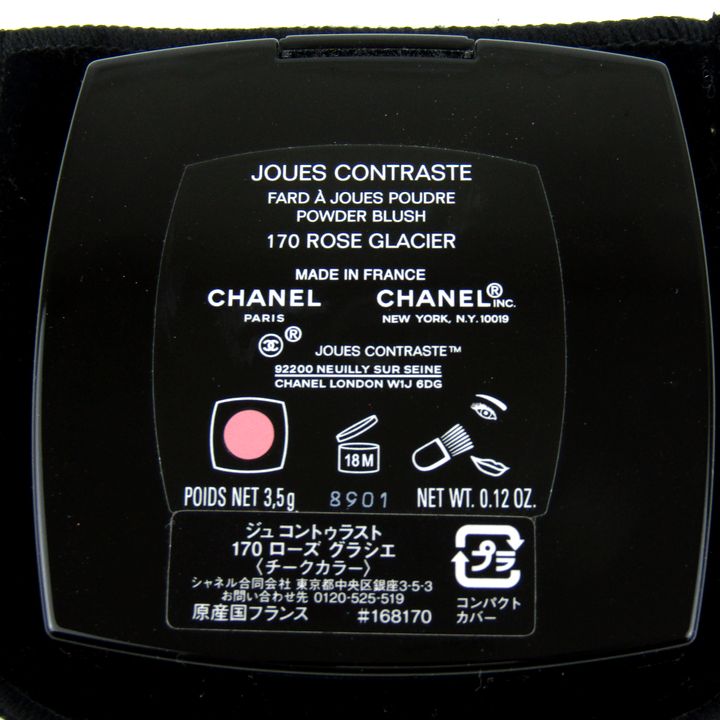 JOUES CONTRASTE
FARD À JOUES POUDRE
POWDER BLUSH
170 ROSE GLACIER
MADE IN FRANCE
CHANEL CHANEL® INC.
PARIS NEW YORK, N.Y. 10019
® JOUES CONTRASTE™
92200 NEUILLY SUR SEINE
CHANEL LONDON W1J 6DG
18M
POIDS NET 3,5g 8901 NET WT. 0.12 OZ.
ジュ コントゥラスト
170 ローズ グラシエ
〈チークカラー〉
シャネル合同会社 東京都中央区銀座3-5-3
お問い合わせ先 0120-525-519
原産国フランス #168170
プラ
コンパクト
カバー